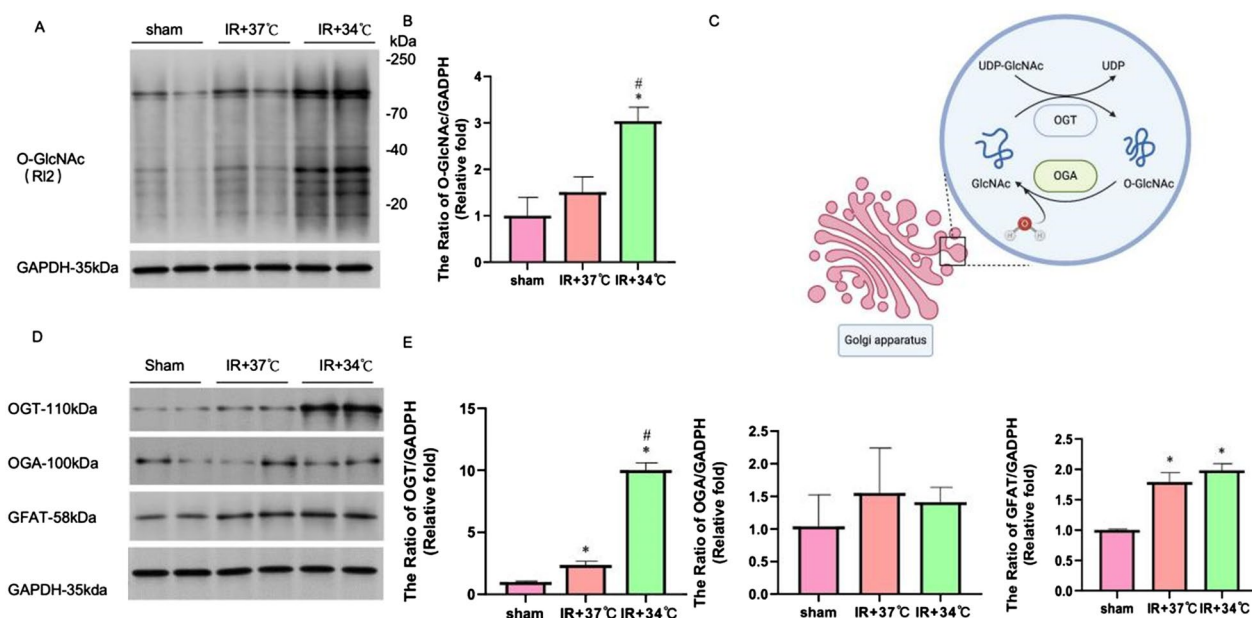 A
sham
IR+37℃
IR+34℃
kDa
-250
-70
-40
-20
O-GlcNAc
(Rl2)
GAPDH-35kDa
B
The Ratio of O-GlcNAc/GADPH
(Relative fold)
4
3
2
1
0
#
*
sham
IR+37℃
IR+34℃
C
UDP-GlcNAc
UDP
OGT
GlcNAc
OGA
O-GlcNAc
O
H
H
Golgi apparatus
D
Sham
IR+37℃
IR+34℃
OGT-110kDa
OGA-100kDa
GFAT-58kDa
GAPDH-35kda
E
The Ratio of OGT/GADPH
(Relative fold)
15
10
5
0
*
#
*
sham
IR+37℃
IR+34℃
The Ratio of OGA/GADPH
(Relative fold)
2.5
2.0
1.5
1.0
0.5
0.0
sham
IR+37℃
IR+34℃
The Ratio of GFAT/GADPH
(Relative fold)
2.5
2.0
1.5
1.0
0.5
0.0
*
*
sham
IR+37℃
IR+34℃